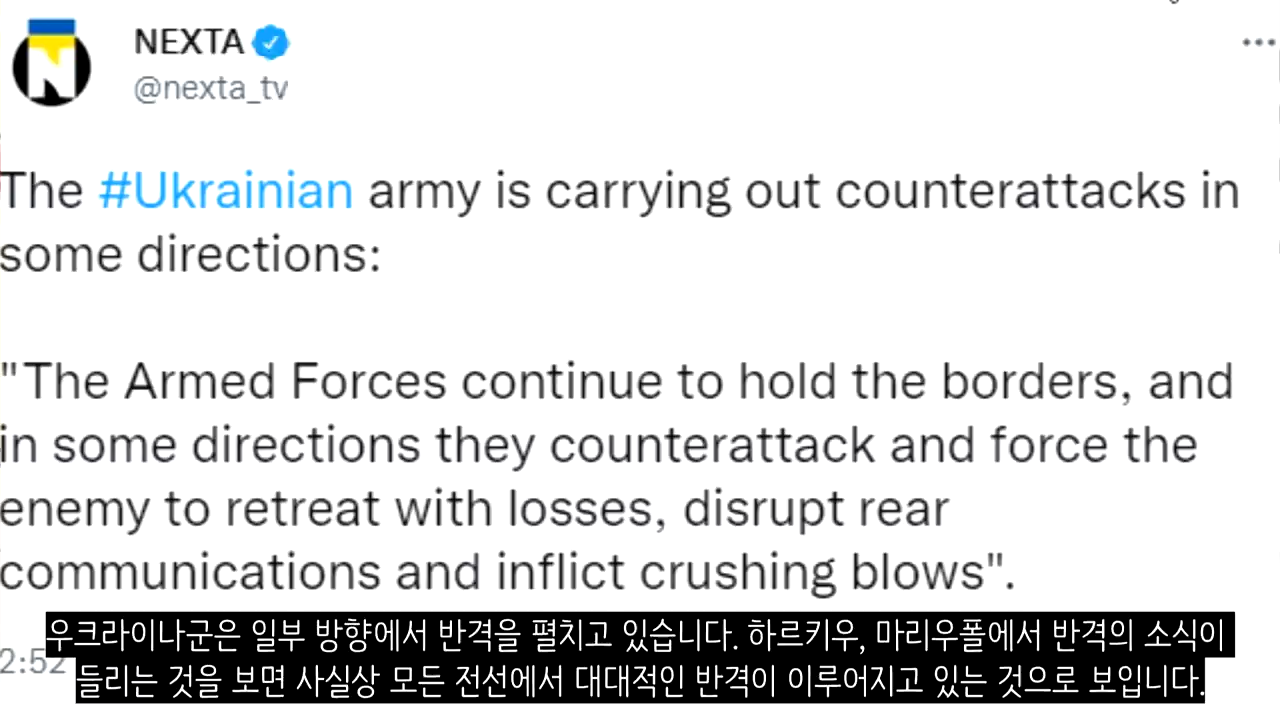 NEXTA
@nexta_tv
The #Ukrainian army is carrying out counterattacks in
some directions:
"The Armed Forces continue to hold the borders, and
in some directions they counterattack and force the
enemy to retreat with losses, disrupt rear
communications and inflict crushing blows".
우크라이나군은 일부 방향에서 반격을 펼치고 있습니다. 하르키우, 마리우폴에서 반격의 소식이
2:52
들리는 것을 보면 사실상 모든 전선에서 대대적인 반격이 이루어지고 있는 것으로 보입니다.